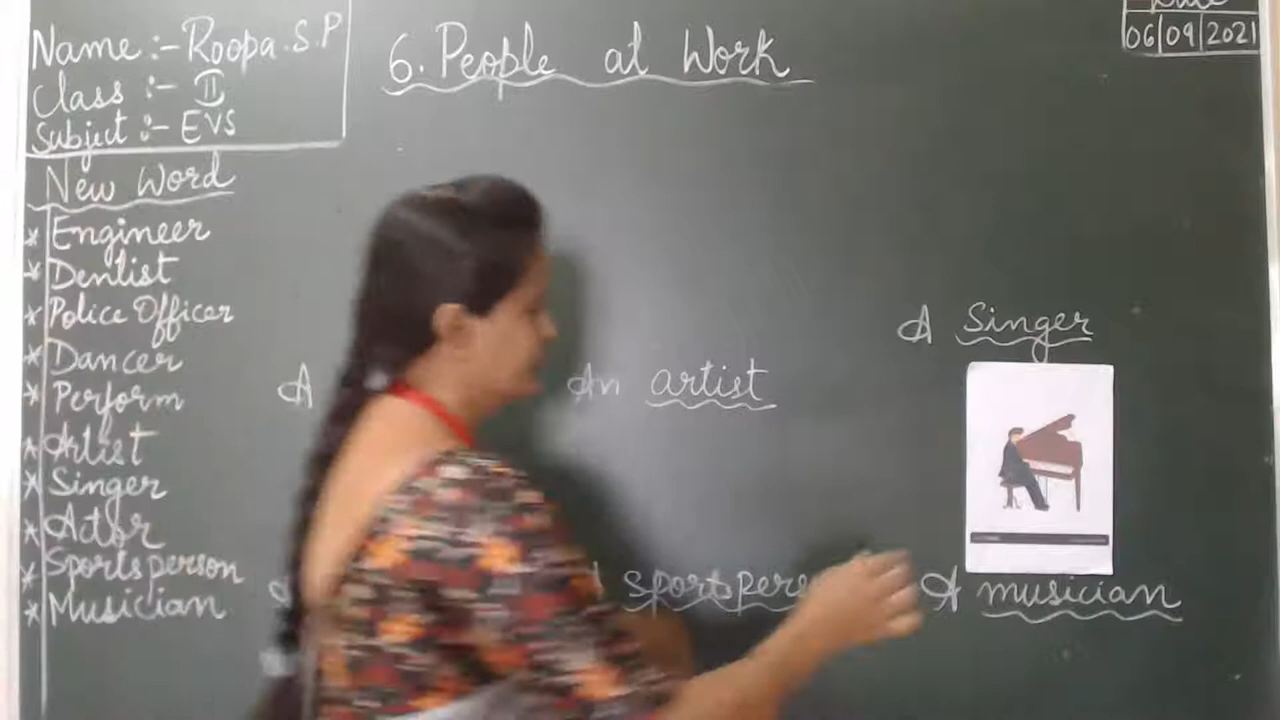 Name :- Roopa.S.P
Class :- II
Subject :- EVS
6. People at Work
Date
06/09/2021
New Word
* Engineer
* Dentist
* Police Officer
* Dancer
* Perform
* Artist
* Singer
* Actor
* Sportsperson
* Musician
A
An artist
A Singer
A musician